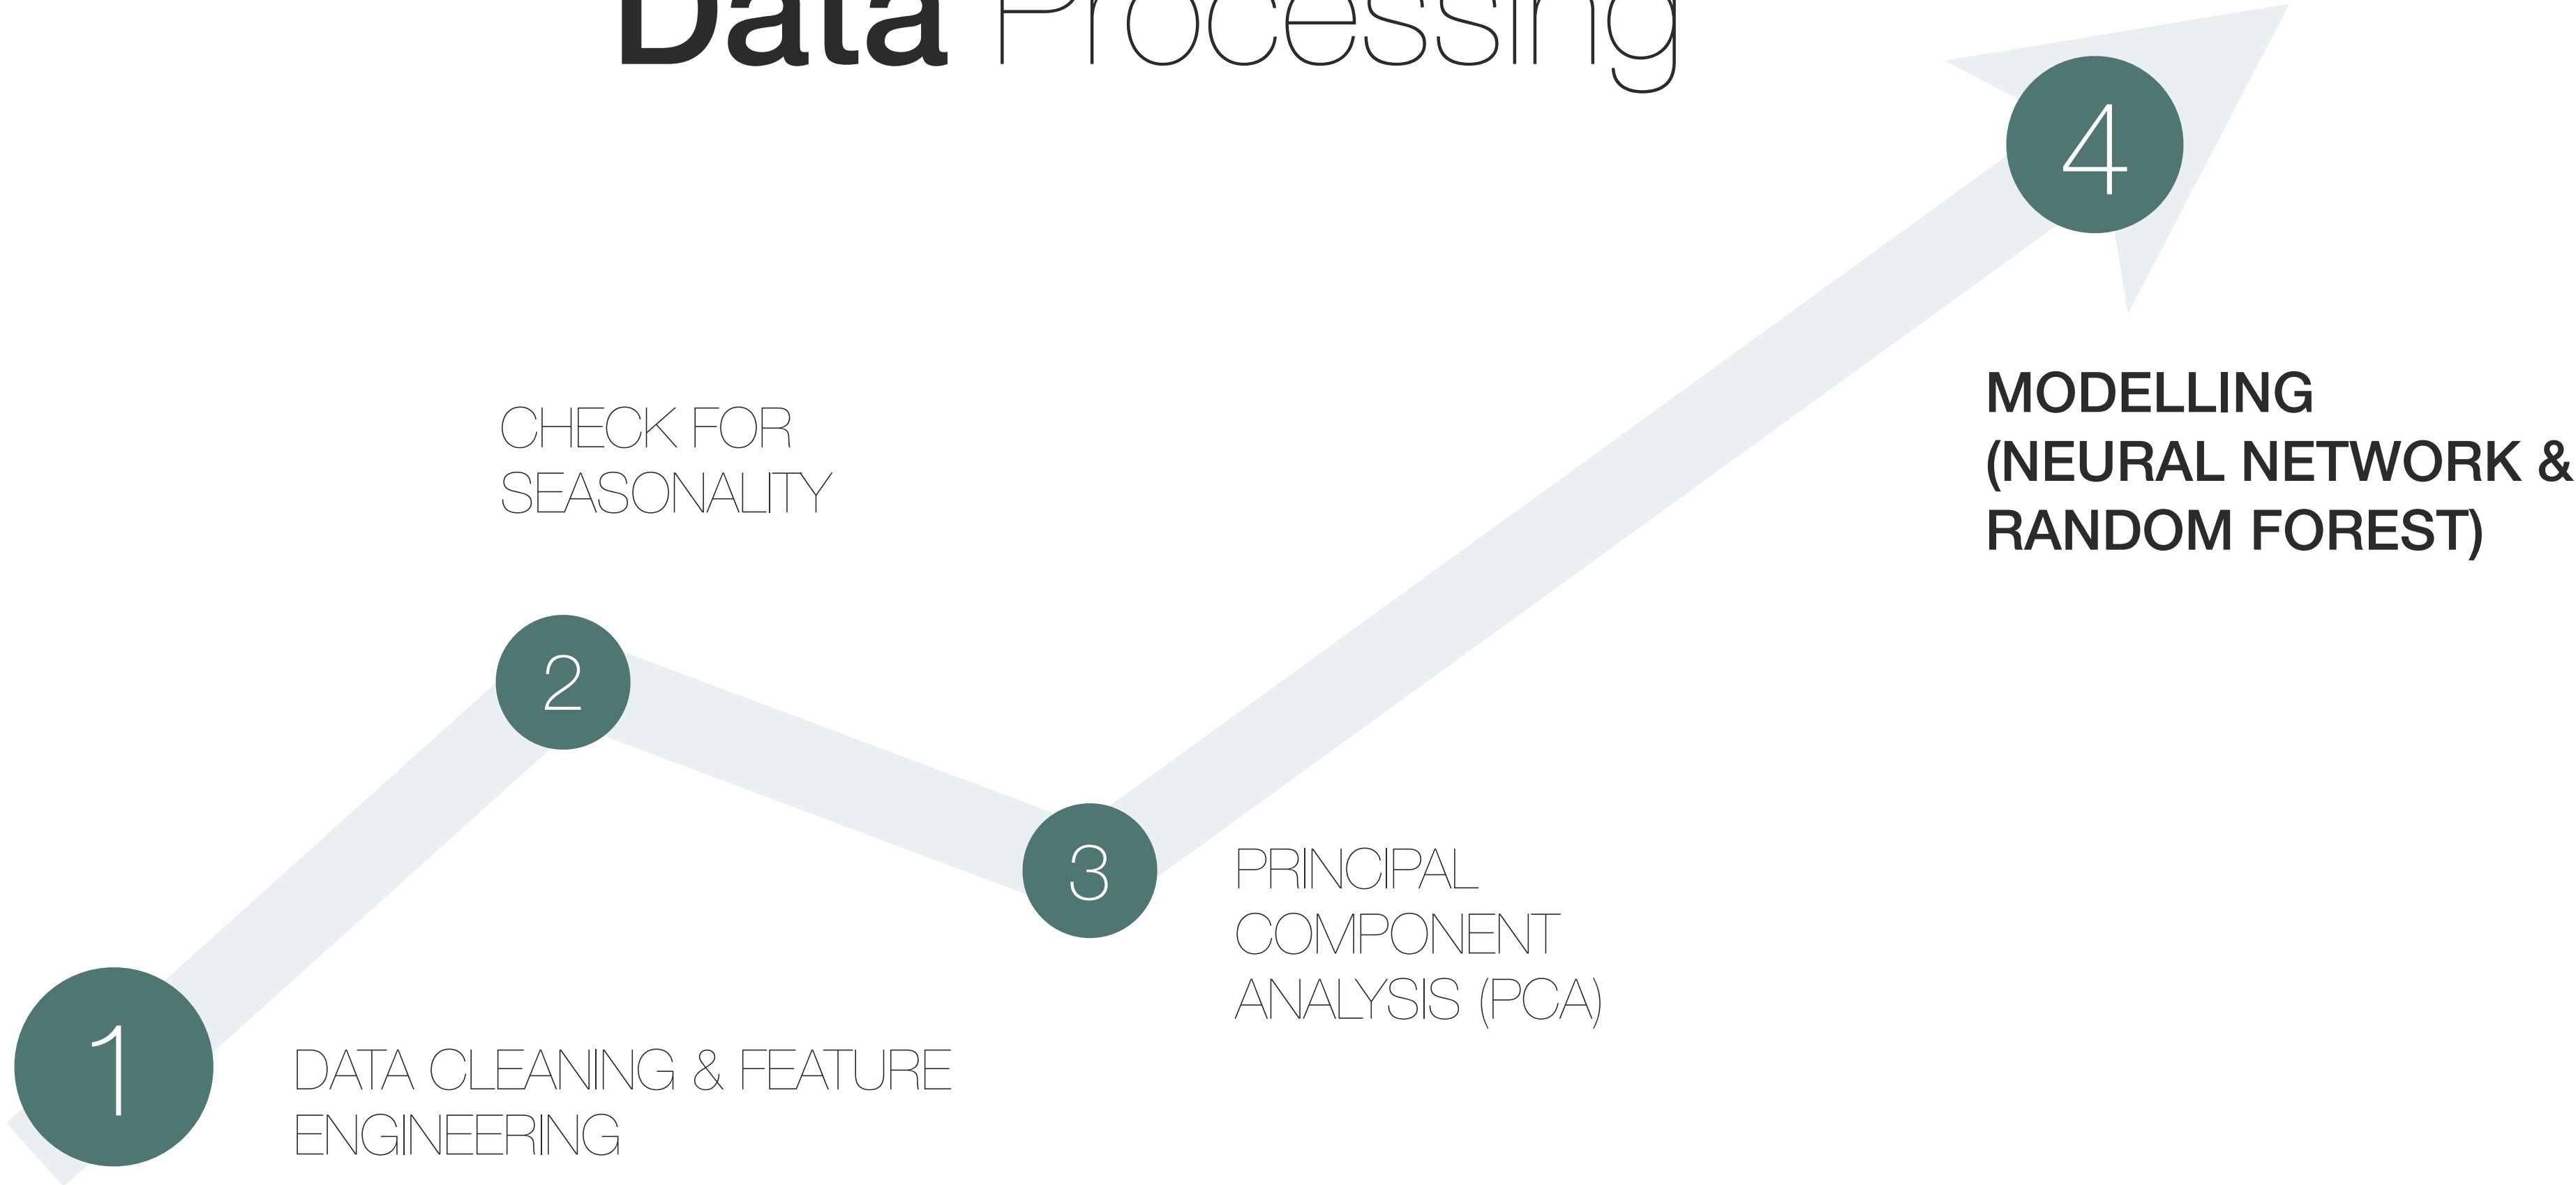 Data Processing
4
MODELLING
(NEURAL NETWORK &
RANDOM FOREST)
CHECK FOR
SEASONALITY
2
3
PRINCIPAL
COMPONENT
ANALYSIS (PCA)
1
DATA CLEANING & FEATURE
ENGINEERING